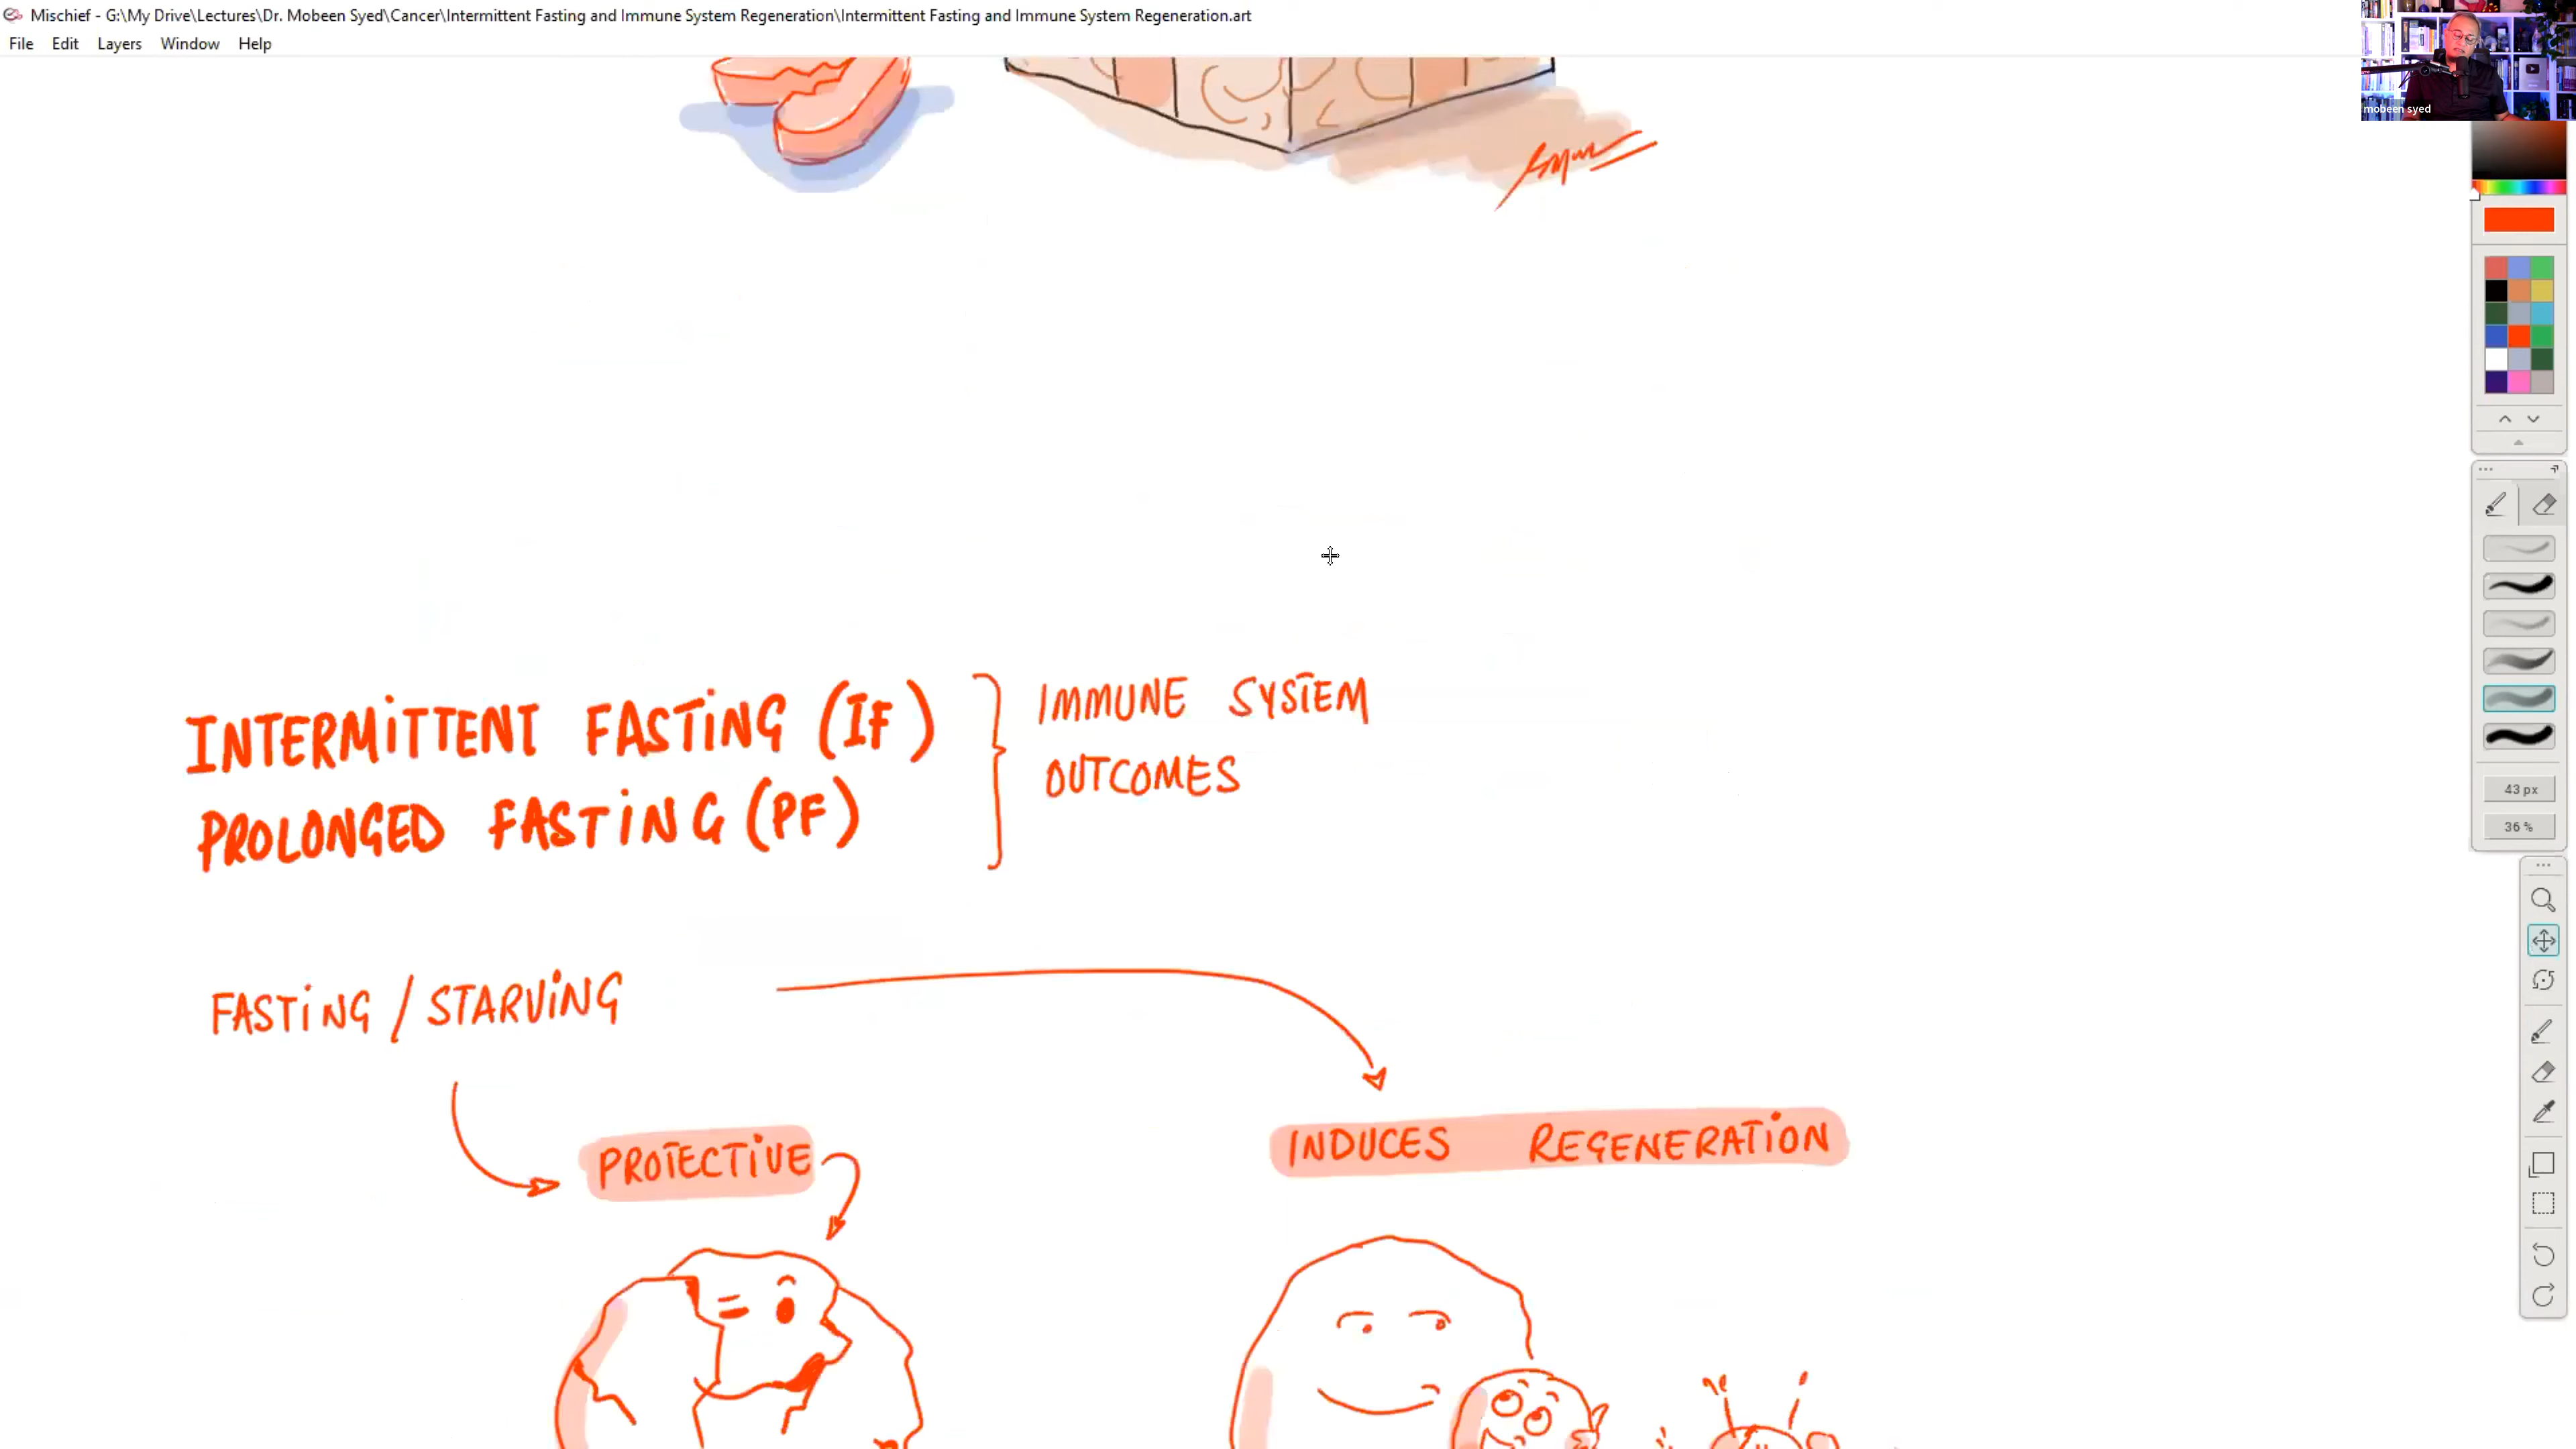 Mischief - G:\My Drive\Lectures\Dr. Mobeen Syed\Cancer\Intermittent Fasting and Immune System Regeneration\Intermittent Fasting and Immune System Regeneration.art
File Edit Layers Window Help
mobeen syed
INTERMITTENT FASTING (IF)
PROLONGED FASTING (PF)
IMMUNE SYSTEM
OUTCOMES
FASTING / STARVING
PROTECTIVE
INDUCES REGENERATION
43 px
36 %